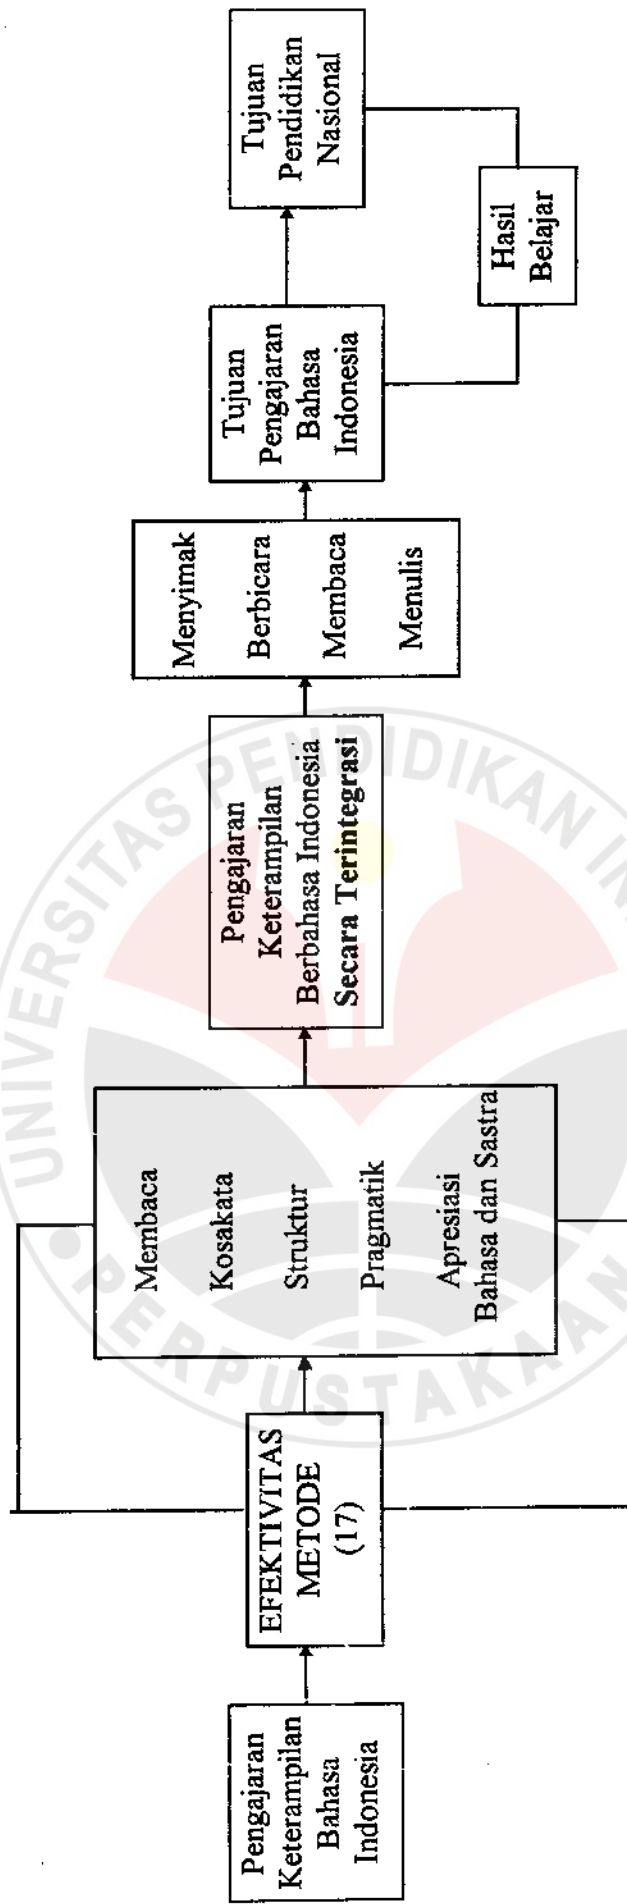 Pengajaran
Keterampilan
Bahasa
Indonesia
EFEKTIVITAS
METODE
(17)
Membaca
Kosakata
Struktur
Pragmatik
Apresiasi
Bahasa dan Sastra
Pengajaran
Keterampilan
Berbahasa Indonesia
Secara Terintegrasi
Menyimak
Berbicara
Membaca
Menulis
Tujuan
Pengajaran
Bahasa
Indonesia
Tujuan
Pendidikan
Nasional
Hasil
Belajar
UNIVERSITAS PENDIDIKAN IN
PERPUSTAKAAN